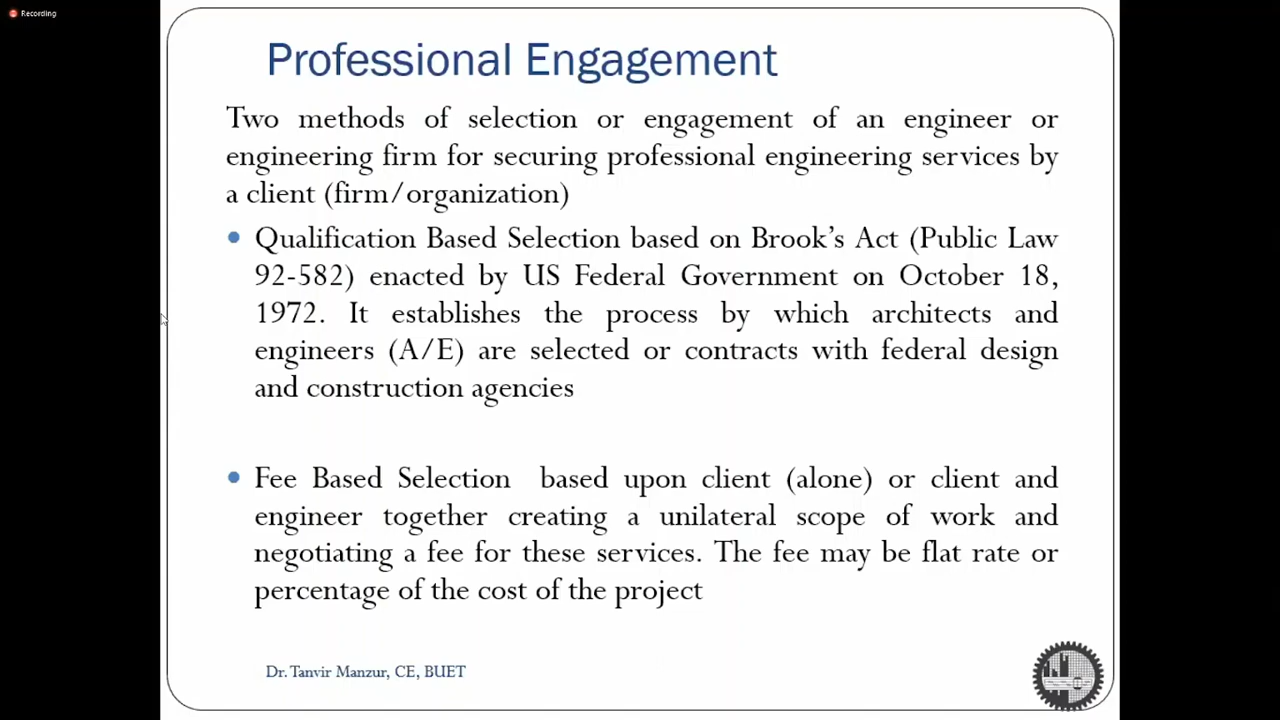 Recording
Professional Engagement
Two methods of selection or engagement of an engineer or
engineering firm for securing professional engineering services by
a client (firm/organization)
• Qualification Based Selection based on Brook's Act (Public Law
92-582) enacted by US Federal Government on October 18,
1972. It establishes the process by which architects and
engineers (A/E) are selected or contracts with federal design
and construction agencies
• Fee Based Selection based upon client (alone) or client and
engineer together creating a unilateral scope of work and
negotiating a fee for these services. The fee may be flat rate or
percentage of the cost of the project
Dr. Tanvir Manzur, CE, BUET